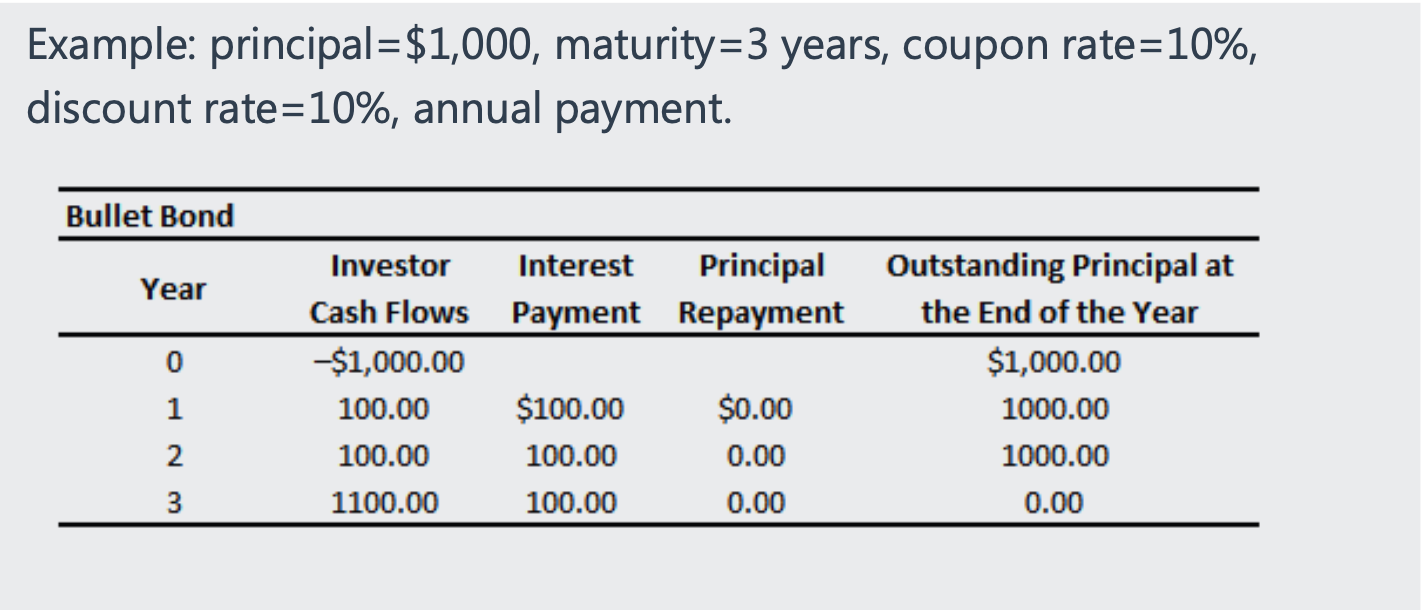 Example: principal=$1,000, maturity=3 years, coupon rate=10%,
discount rate=10%, annual payment.
Bullet Bond
Year Investor Cash Flows Interest Payment Principal Repayment Outstanding Principal at the End of the Year
0 –$1,000.00 $1,000.00
1 100.00 $100.00 $0.00 1000.00
2 100.00 100.00 0.00 1000.00
3 1100.00 100.00 0.00 0.00